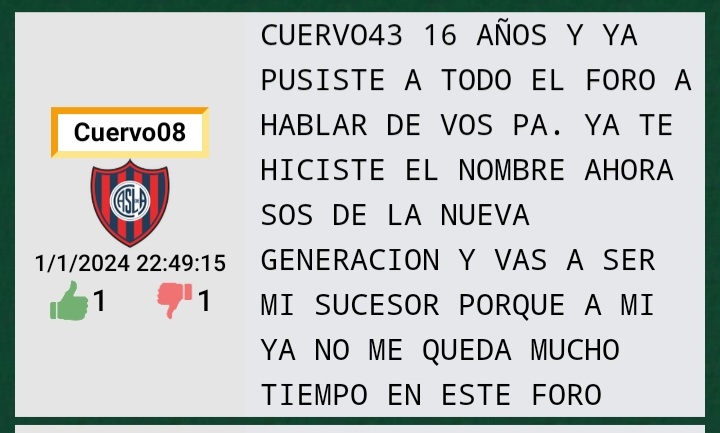 Cuervo08
CASLA
1/1/2024 22:49:15
1
1
CUERVO43 16 AÑOS Y YA
PUSISTE A TODO EL FORO A
HABLAR DE VOS PA. YA TE
HICISTE EL NOMBRE AHORA
SOS DE LA NUEVA
GENERACION Y VAS A SER
MI SUCESOR PORQUE A MI
YA NO ME QUEDA MUCHO
TIEMPO EN ESTE FORO